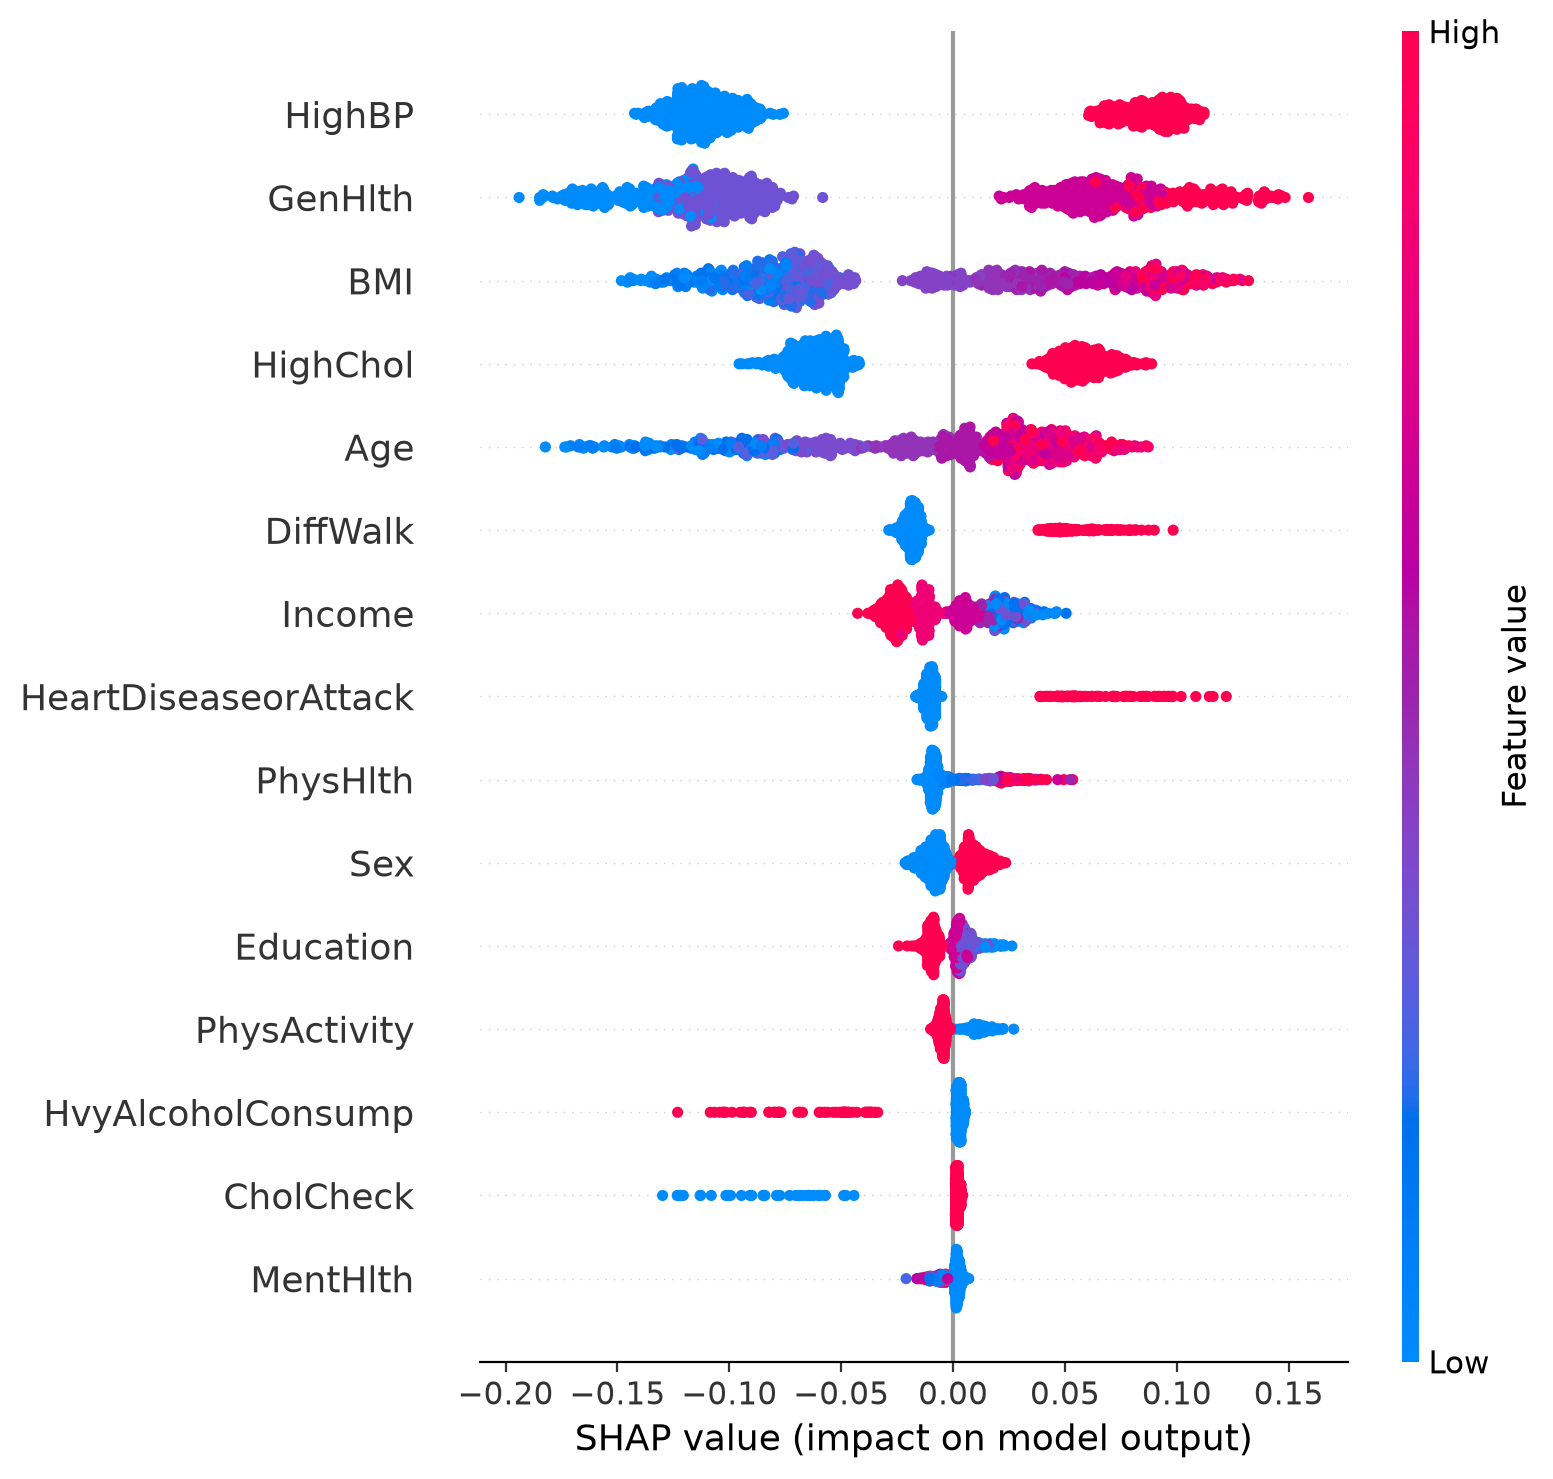 High
HighBP
GenHlth
BMI
HighChol
Age
DiffWalk
Income
HeartDiseaseorAttack
PhysHlth
Sex
Education
PhysActivity
HvyAlcoholConsump
CholCheck
MentHlth
Feature value
Low
−0.20 −0.15 −0.10 −0.05 0.00 0.05 0.10 0.15
SHAP value (impact on model output)